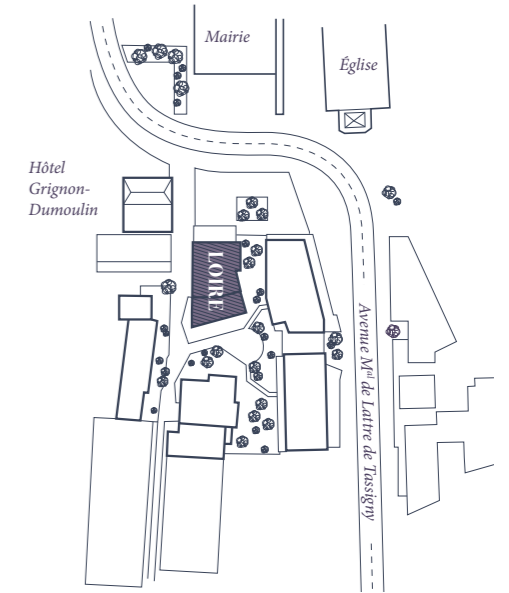 Mairie
Église
Hôtel
Grignon-
Dumoulin
LOIRE
Avenue Mal de Lattre de Tassigny